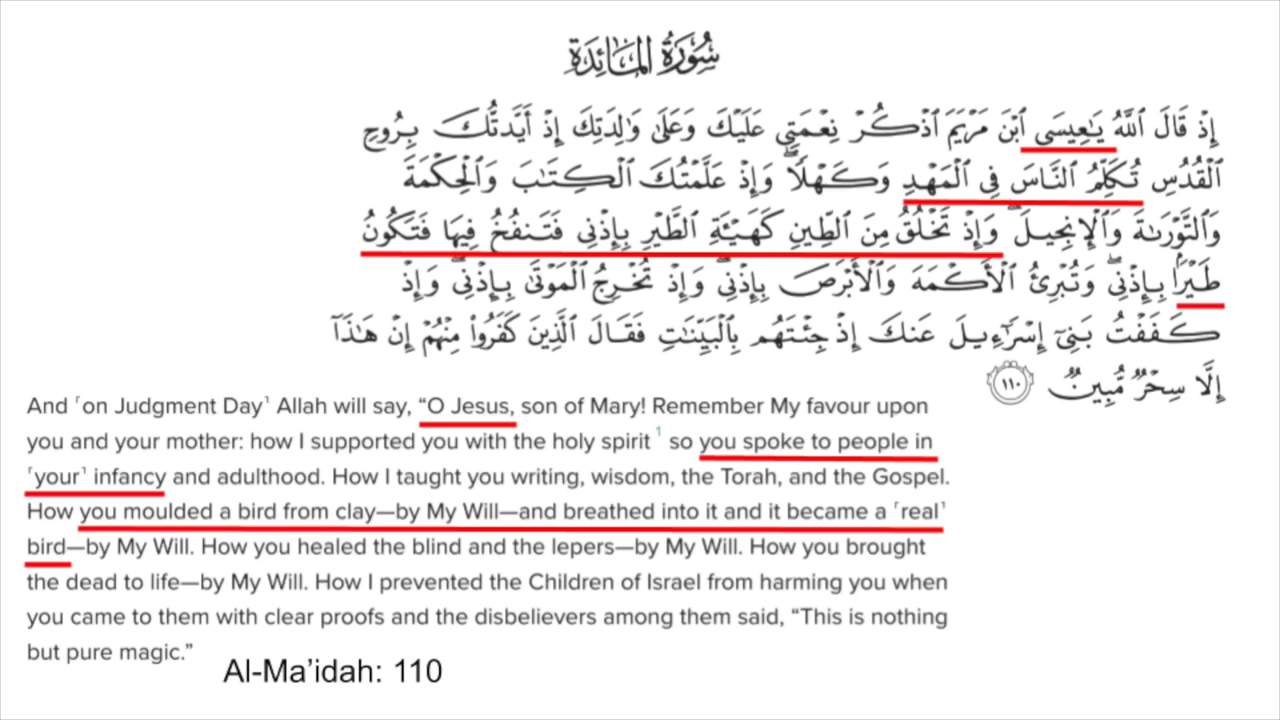 سُورَةُ المَائِدَةِ
إِذْ قَالَ ٱللَّهُ يَـٰعِيسَى ٱبْنَ مَرْيَمَ ٱذْكُرْ نِعْمَتِى عَلَيْكَ وَعَلَىٰ وَٰلِدَتِكَ إِذْ أَيَّدتُّكَ بِرُوحِ
ٱلْقُدُسِ تُكَلِّمُ ٱلنَّاسَ فِى ٱلْمَهْدِ وَكَهْلًا ۖ وَإِذْ عَلَّمْتُكَ ٱلْكِتَـٰبَ وَٱلْحِكْمَةَ
وَٱلتَّوْرَىٰةَ وَٱلْإِنجِيلَ ۖ وَإِذْ تَخْلُقُ مِنَ ٱلطِّينِ كَهَيْـَٔةِ ٱلطَّيْرِ بِإِذْنِى فَتَنفُخُ فِيهَا فَتَكُونُ
طَيْرًۢا بِإِذْنِى ۖ وَتُبْرِئُ ٱلْأَكْمَهَ وَٱلْأَبْرَصَ بِإِذْنِى ۖ وَإِذْ تُخْرِجُ ٱلْمَوْتَىٰ بِإِذْنِى ۖ وَإِذْ
كَفَفْتُ بَنِىٓ إِسْرَٰٓءِيلَ عَنكَ إِذْ جِئْتَهُم بِٱلْبَيِّنَـٰتِ فَقَالَ ٱلَّذِينَ كَفَرُوا۟ مِنْهُمْ إِنْ هَـٰذَآ
إِلَّا سِحْرٌ مُّبِينٌ ١١٠
And ˹on Judgment Day˺ Allah will say, “O Jesus, son of Mary! Remember My favour upon
you and your mother: how I supported you with the holy spirit ¹ so you spoke to people in
˹your˺ infancy and adulthood. How I taught you writing, wisdom, the Torah, and the Gospel.
How you moulded a bird from clay—by My Will—and breathed into it and it became a ˹real˺
bird—by My Will. How you healed the blind and the lepers—by My Will. How you brought
the dead to life—by My Will. How I prevented the Children of Israel from harming you when
you came to them with clear proofs and the disbelievers among them said, “This is nothing
but pure magic.”
Al-Ma’idah: 110